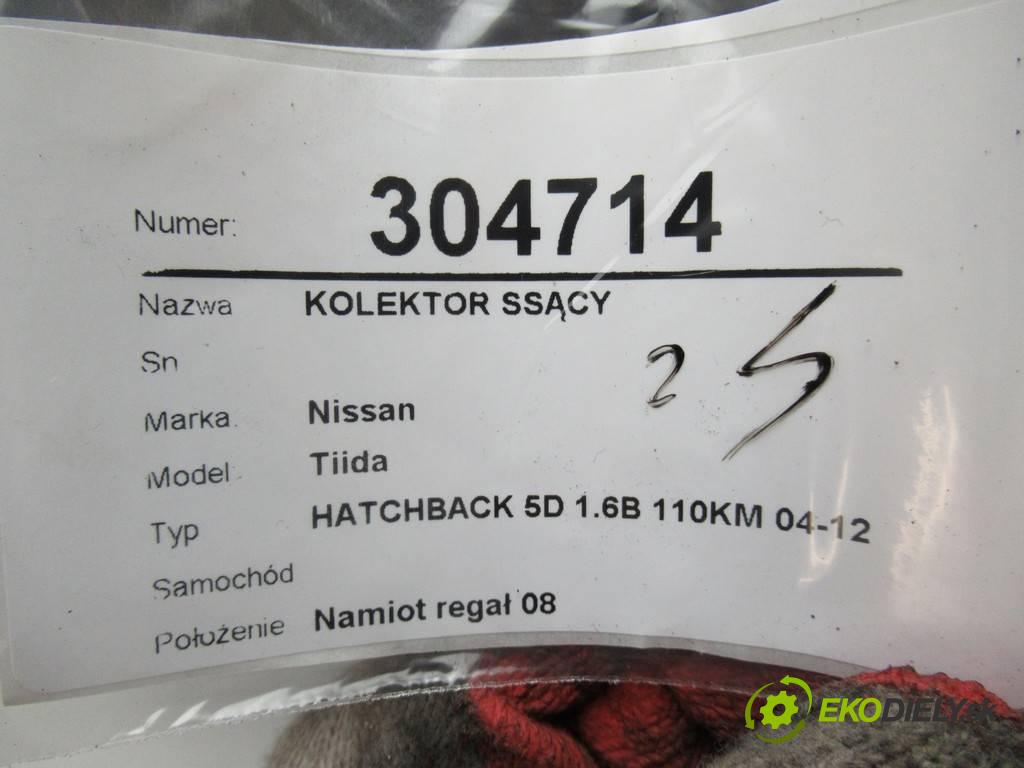 Numer: 304714
Nazwa KOLEKTOR SSĄCY
Sn
2
Marka Nissan
Model Tiida
Typ HATCHBACK 5D 1.6B 110KM 04-12
Samochód
Położenie Namiot regał 08
EKODIELY.sk